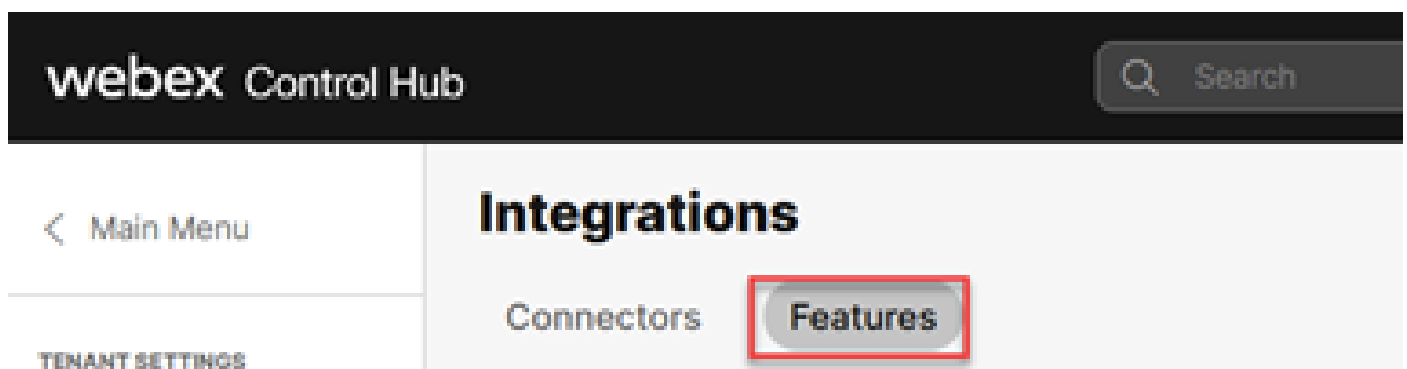 webex Control Hub
Search
Main Menu
Integrations
Connectors
Features
TENANT SETTINGS